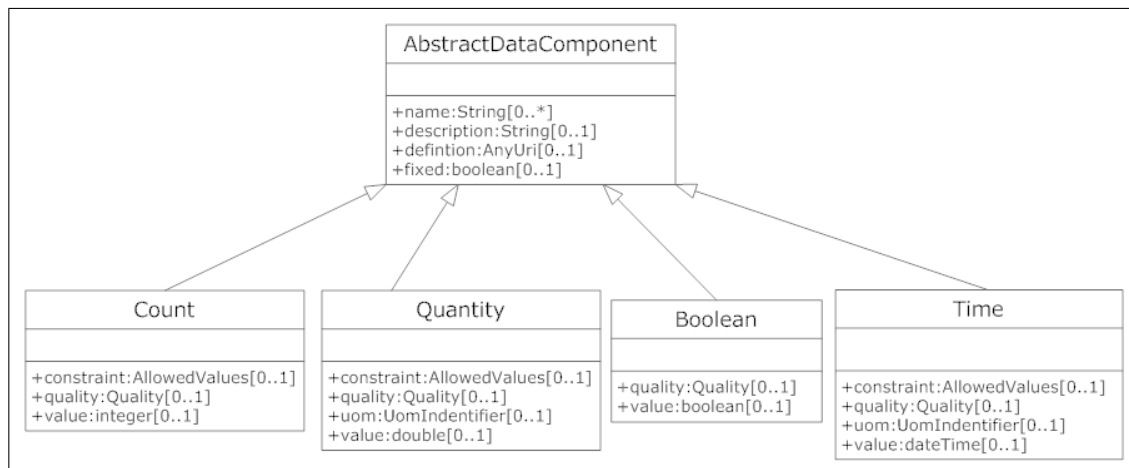 AbstractDataComponent
+name:String[0..*]
+description:String[0..1]
+defintion:AnyUri[0..1]
+fixed:boolean[0..1]
Count
+constraint:AllowedValues[0..1]
+quality:Quality[0..1]
+value:integer[0..1]
Quantity
+constraint:AllowedValues[0..1]
+quality:Quality[0..1]
+uom:UomIndentifier[0..1]
+value:double[0..1]
Boolean
+quality:Quality[0..1]
+value:boolean[0..1]
Time
+constraint:AllowedValues[0..1]
+quality:Quality[0..1]
+uom:UomIndentifier[0..1]
+value:dateTime[0..1]